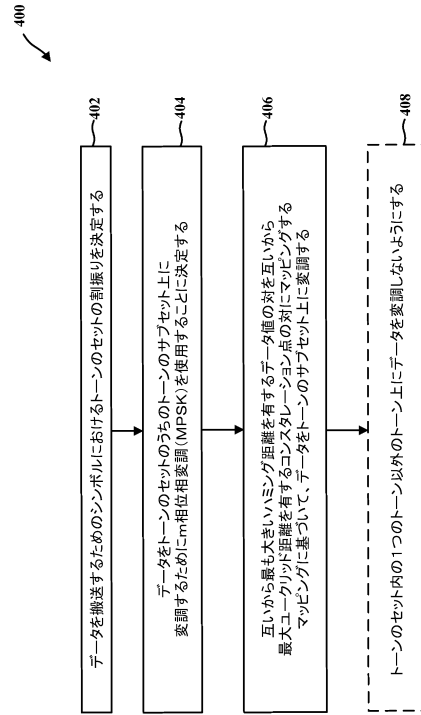 400
402
データを搬送するためのシンボルにおけるトーンのセットの割振りを決定する
404
データをトーンのセットのうちのトーンのサブセット上に
変調するためにm相位相変調(MPSK)を使用することに決定する
406
互いから最も大きいハミング距離を有するデータ値の対を互いから
最大ユークリッド距離を有するコンスタレーション点の対にマッピングする
マッピングに基づいて、データをトーンのサブセット上に変調する
408
トーンのセット内の1つのトーン以外のトーン上にデータを変調しないようにする